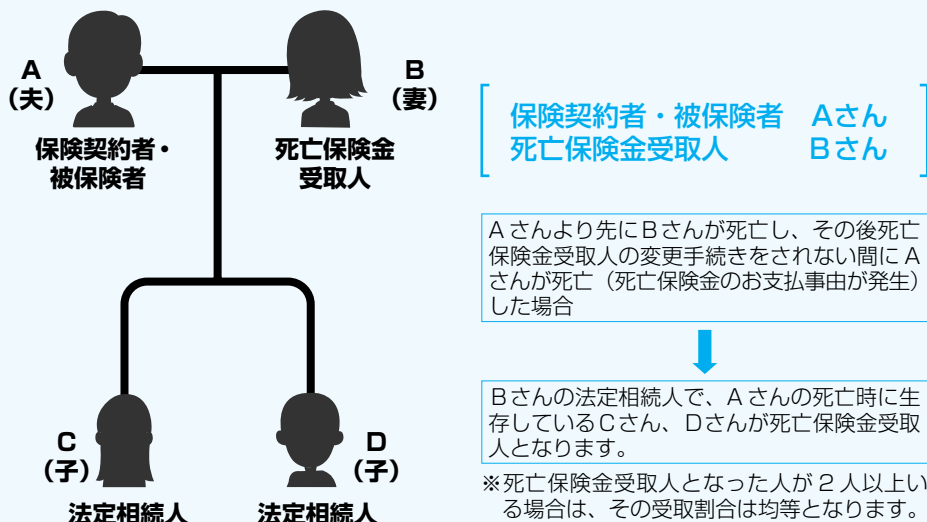 A
(夫)
B
(妻)
保険契約者・
被保険者
死亡保険金
受取人
C
(子)
D
(子)
法定相続人
法定相続人
保険契約者・被保険者　Aさん
死亡保険金受取人　Bさん
AさんよりBさんが先に死亡し、その後死亡
保険金受取人の変更手続きをされない間にA
さんが死亡（死亡保険金のお支払事由が発生）
した場合
Bさんの法定相続人で、Aさんの死亡時に生
存しているCさん、Dさんが死亡保険金受取
人となります。
※死亡保険金受取人となった人が2人以上い
る場合は、その受取割合は均等となります。